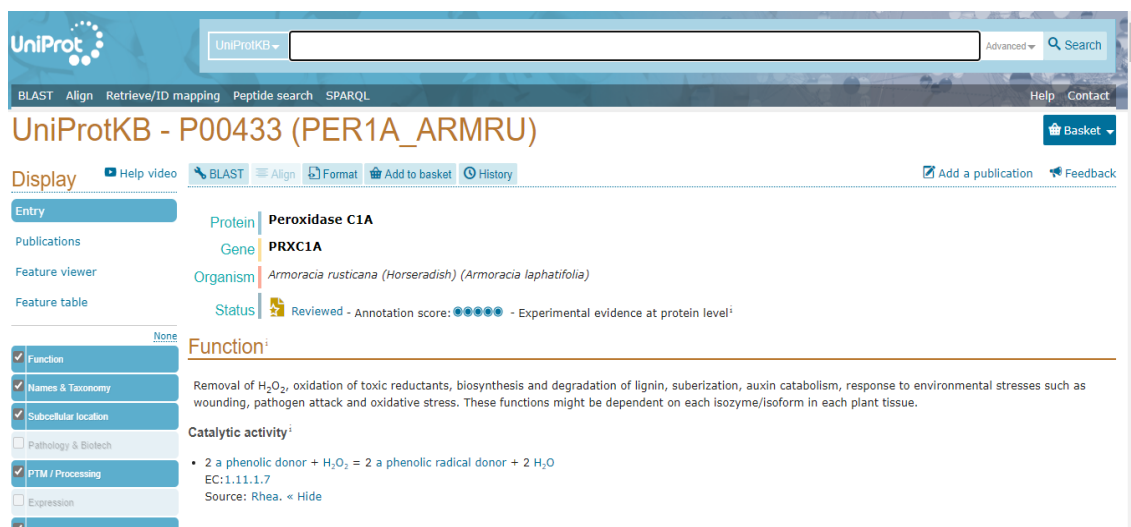 UniProt
UniProtKB
Advanced
Search
BLAST Align Retrieve/ID mapping Peptide search SPARQL
Help Contact
UniProtKB - P00433 (PER1A_ARMRU)
Basket
Display
Help video
BLAST Align Format Add to basket History
Add a publication Feedback
Entry
Publications
Feature viewer
Feature table
None
Function
Names & Taxonomy
Subcellular location
Pathology & Biotech
PTM / Processing
Expression
Protein Peroxidase C1A
Gene PRXC1A
Organism Armoracia rusticana (Horseradish) (Armoracia laphatifolia)
Status Reviewed - Annotation score: - Experimental evidence at protein levelⁱ
Functionⁱ
Removal of H₂O₂, oxidation of toxic reductants, biosynthesis and degradation of lignin, suberization, auxin catabolism, response to environmental stresses such as
wounding, pathogen attack and oxidative stress. These functions might be dependent on each isozyme/isoform in each plant tissue.
Catalytic activityⁱ
• 2 a phenolic donor + H₂O₂ = 2 a phenolic radical donor + 2 H₂O
EC:1.11.1.7
Source: Rhea. « Hide